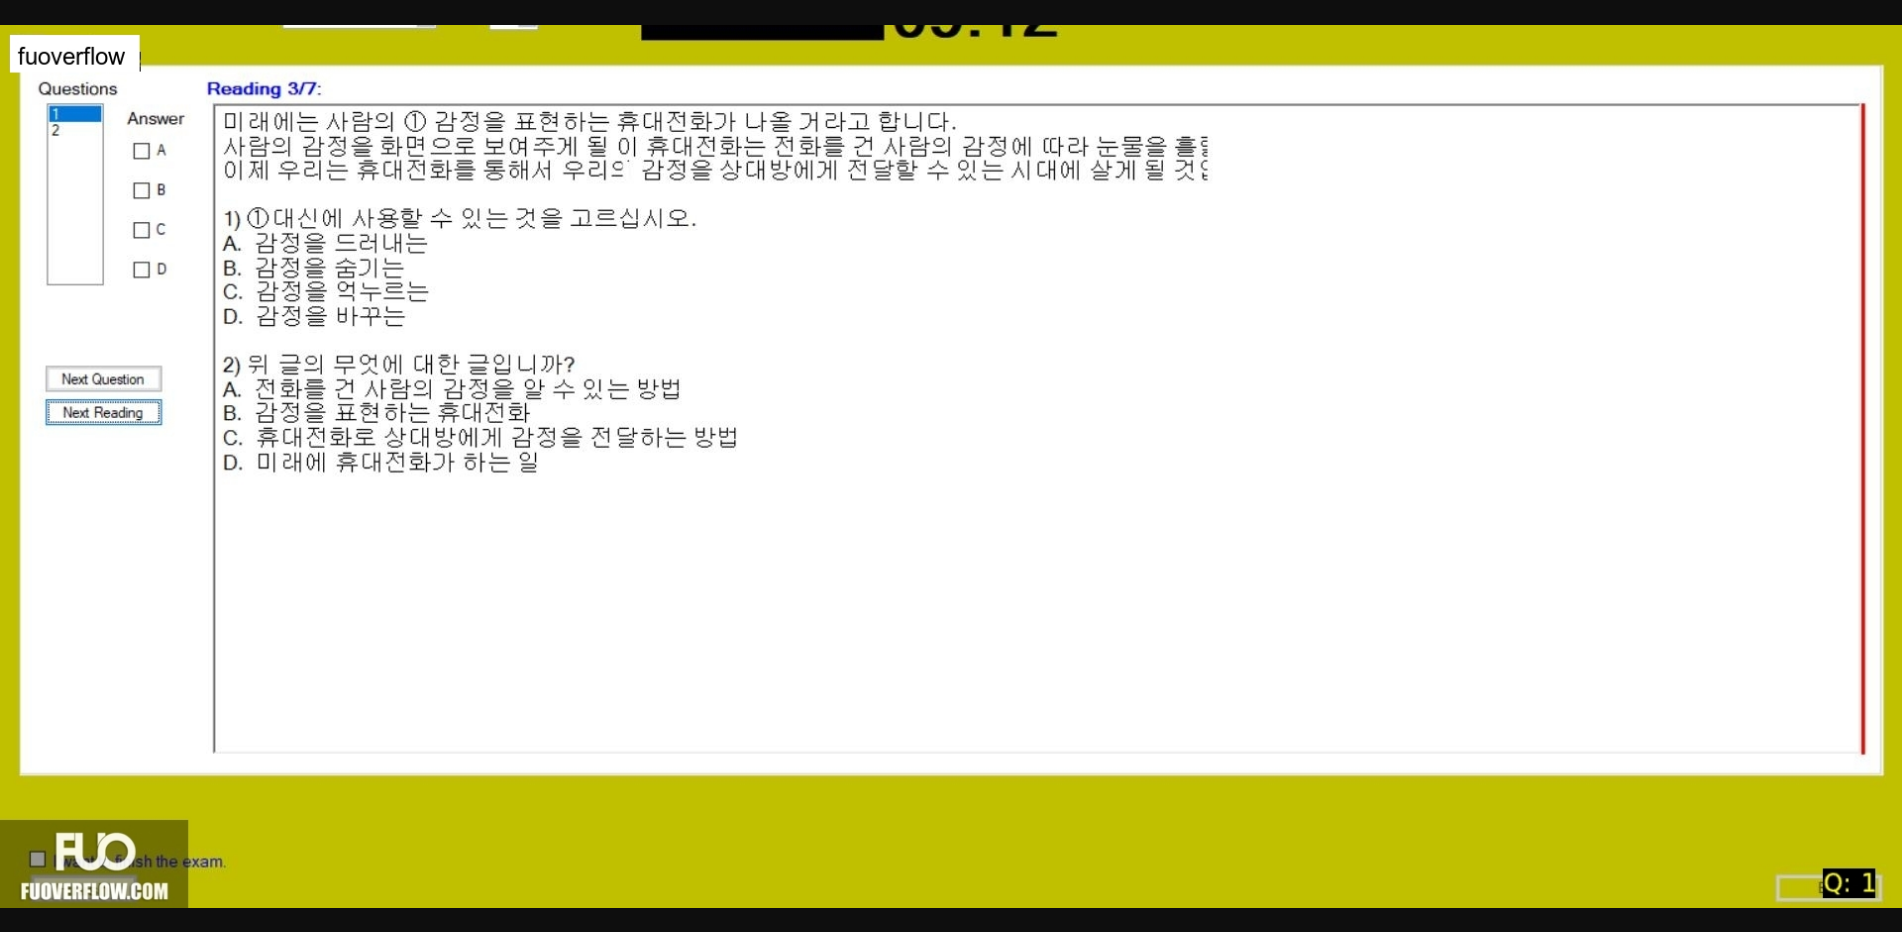 09:12
fuoverflow
Questions
Reading 3/7:
1
2
Answer
A
B
C
D
Next Question
Next Reading
미래에는 사람의 ① 감정을 표현하는 휴대전화가 나올 거라고 합니다.
사람의 감정을 화면으로 보여주게 될 이 휴대전화는 전화를 건 사람의 감정에 따라 눈물을
이제 우리는 휴대전화를 통해서 우리의 감정을 상대방에게 전달할 수 있는 시대에 살게 될
1) ①대신에 사용할 수 있는 것을 고르십시오.
A. 감정을 드러내는
B. 감정을 숨기는
C. 감정을 억누르는
D. 감정을 바꾸는
2) 위 글의 무엇에 대한 글입니까?
A. 전화를 건 사람의 감정을 알 수 있는 방법
B. 감정을 표현하는 휴대전화
C. 휴대전화로 상대방에게 감정을 전달하는 방법
D. 미래에 휴대전화가 하는 일
FUO
the exam.
FUOVERFLOW.COM
Q: 1